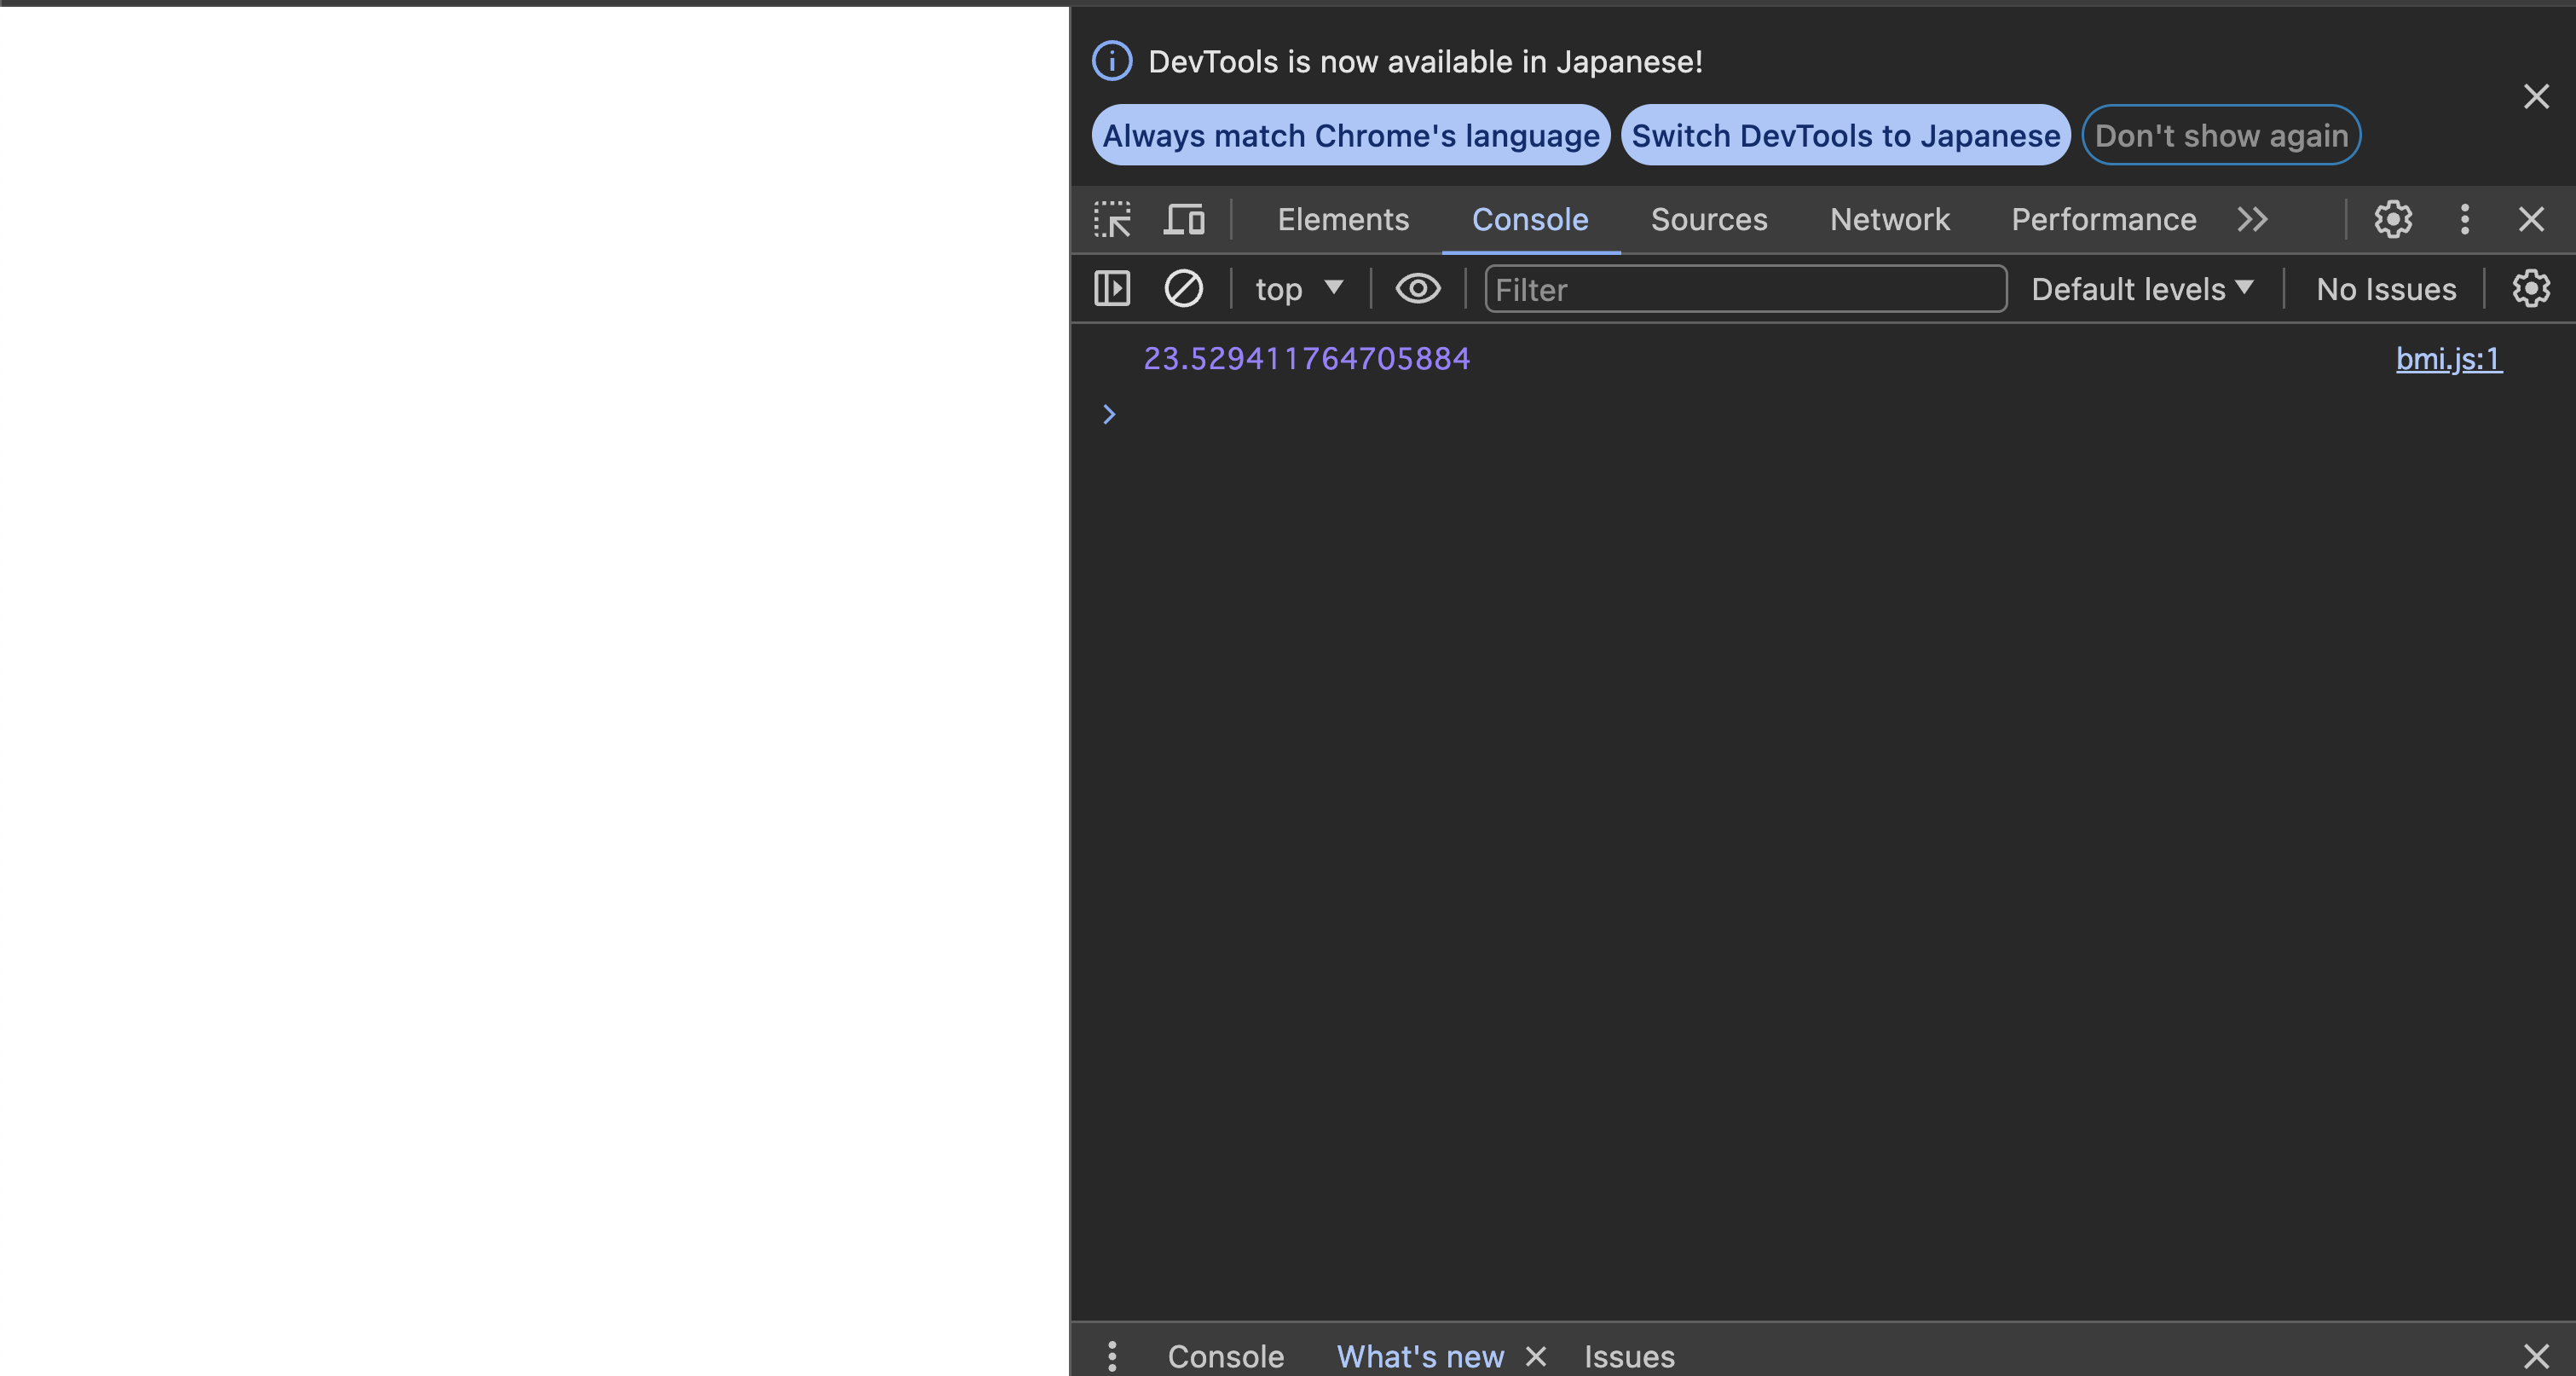 DevTools is now available in Japanese!
Always match Chrome's language Switch DevTools to Japanese Don't show again
Elements Console Sources Network Performance
top Filter Default levels No Issues
23.529411764705884 bmi.js:1
Console What's new Issues